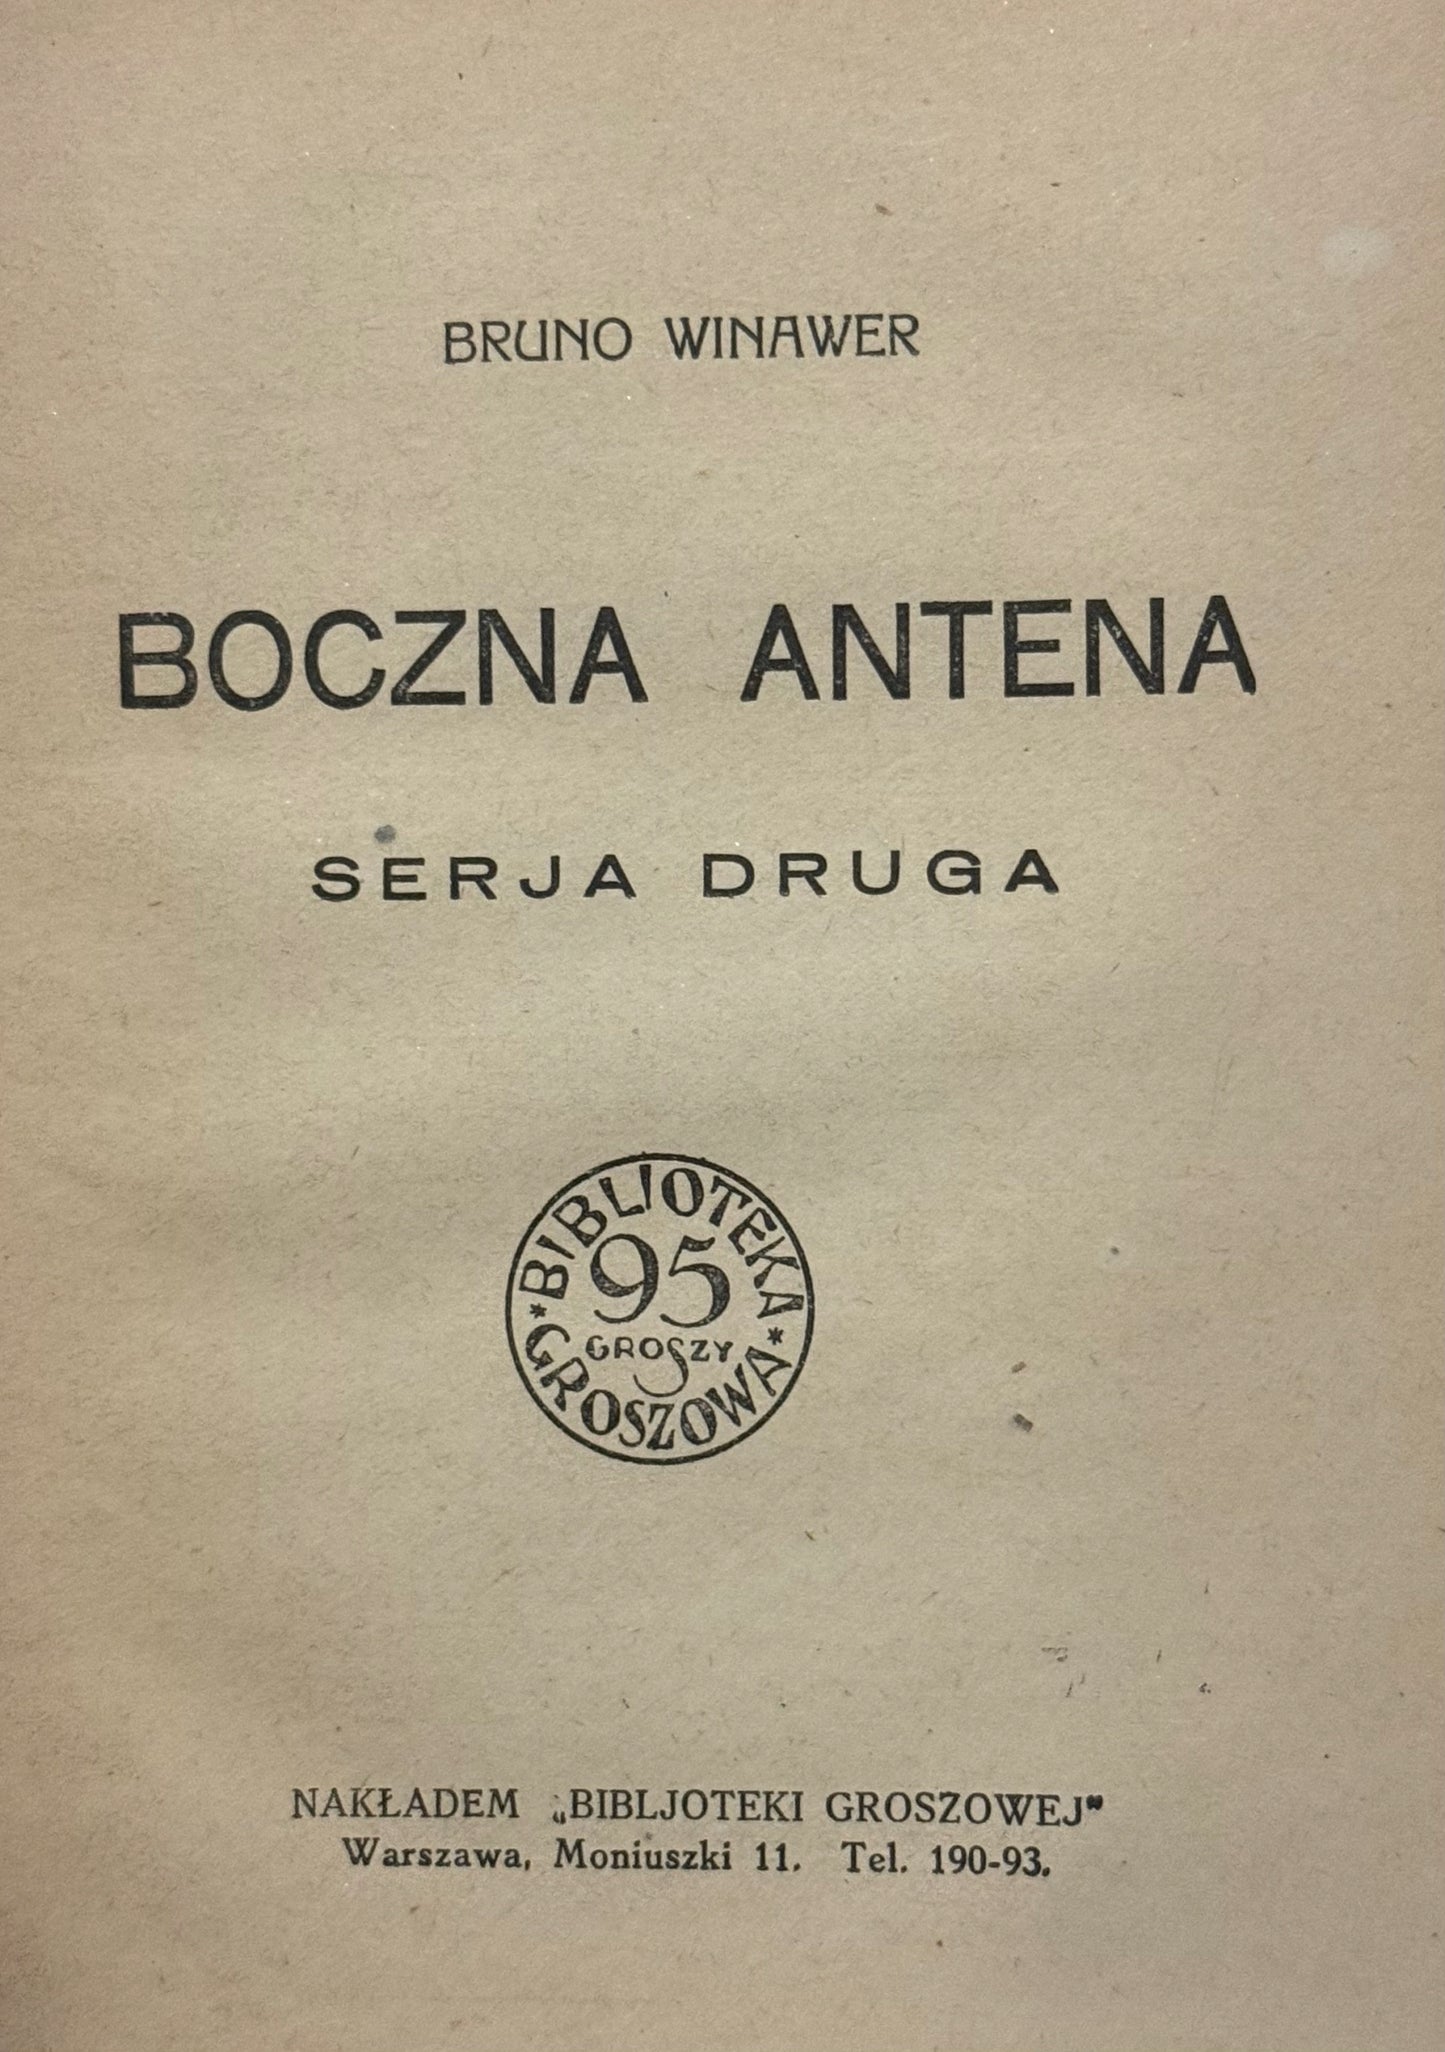 BRUNO WINAWER
BOCZNA ANTENA
SERJA DRUGA
BIBLJOTEKA
95
GROSZY
GROSZOWA
NAKŁADEM „BIBLJOTEKI GROSZOWEJ"
Warszawa, Moniuszki 11. Tel. 190-93.